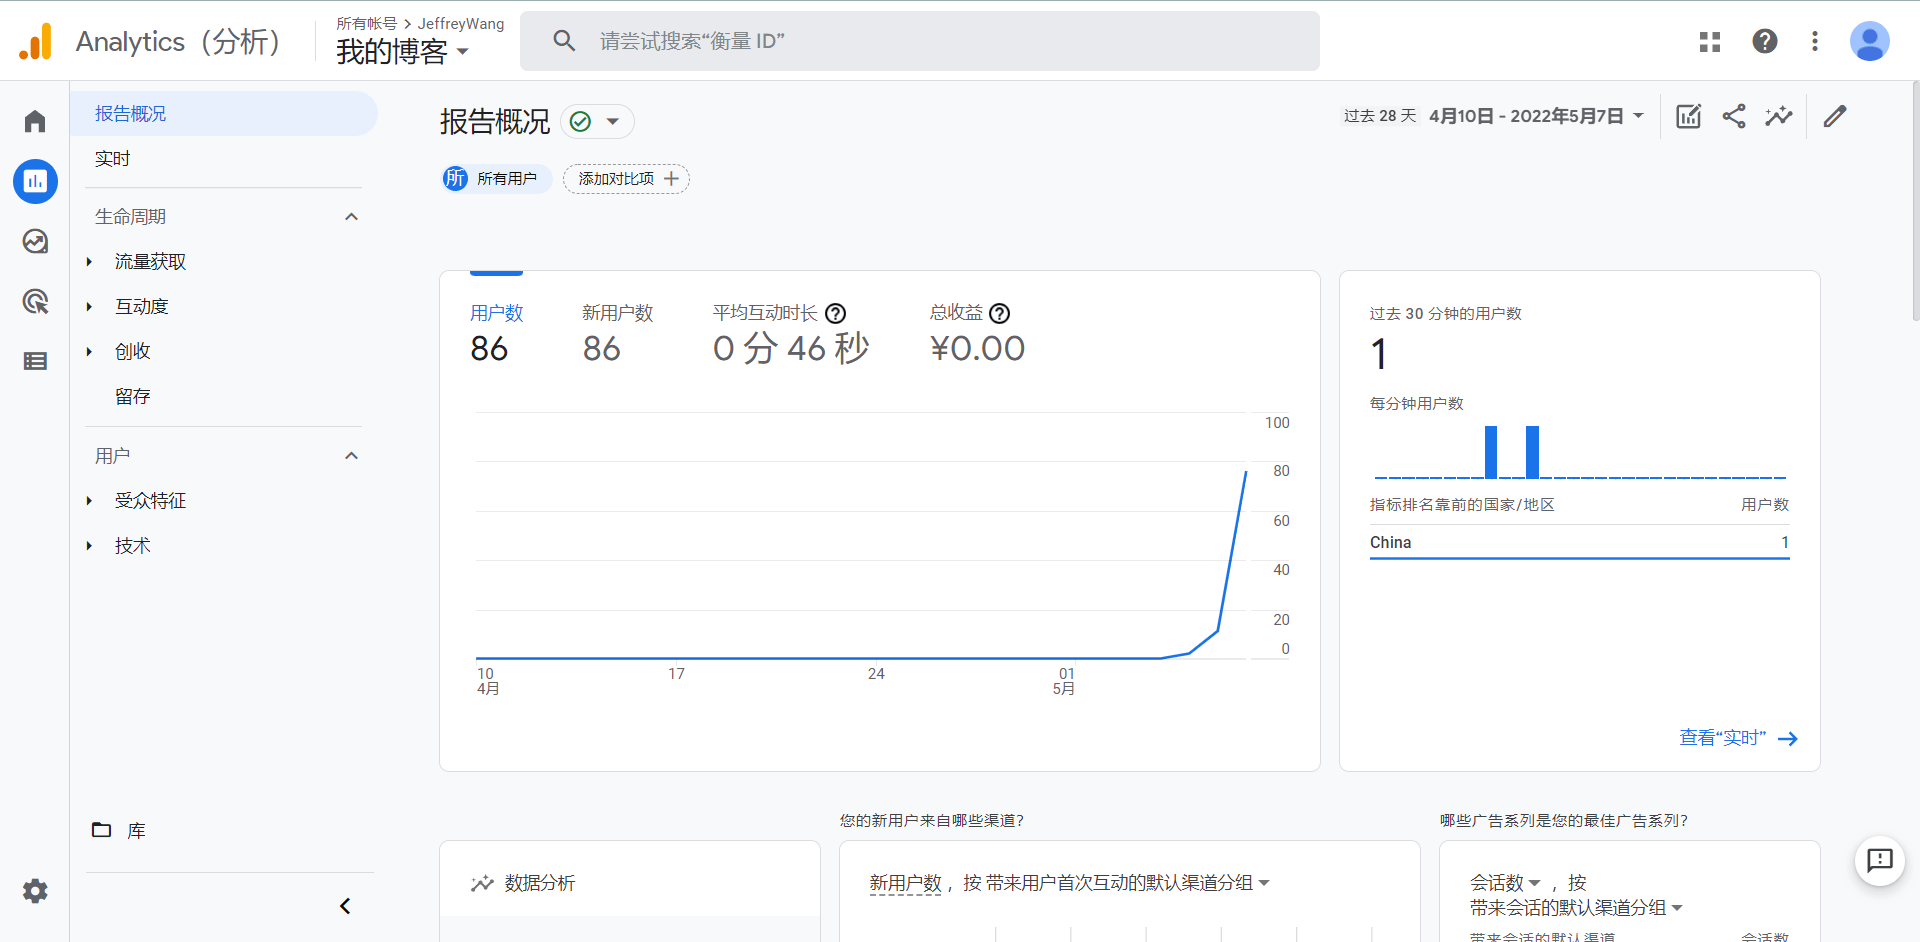 Analytics（分析）
所有帐号 > JeffreyWang
我的博客
请尝试搜索“衡量 ID”
报告概况
实时
生命周期
流量获取
互动度
创收
留存
用户
受众特征
技术
库
报告概况
过去 28 天 4月10日 - 2022年5月7日
所 所有用户
添加对比项
用户数
86
新用户数
86
平均互动时长
0 分 46 秒
总收益
¥0.00
100
80
60
40
20
0
10
4月
17
24
01
5月
过去 30 分钟的用户数
1
每分钟用户数
指标排名靠前的国家/地区 用户数
China 1
查看“实时”
数据分析
您的新用户来自哪些渠道？
新用户数，按 带来用户首次互动的默认渠道分组
哪些广告系列是您的最佳广告系列？
会话数，按
带来会话的默认渠道分组
带来会话的默认渠道 会话数